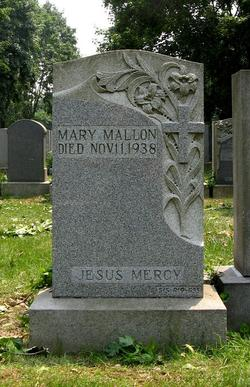 MARY MALLON
DIED NOV 11, 1938
JESUS MERCY